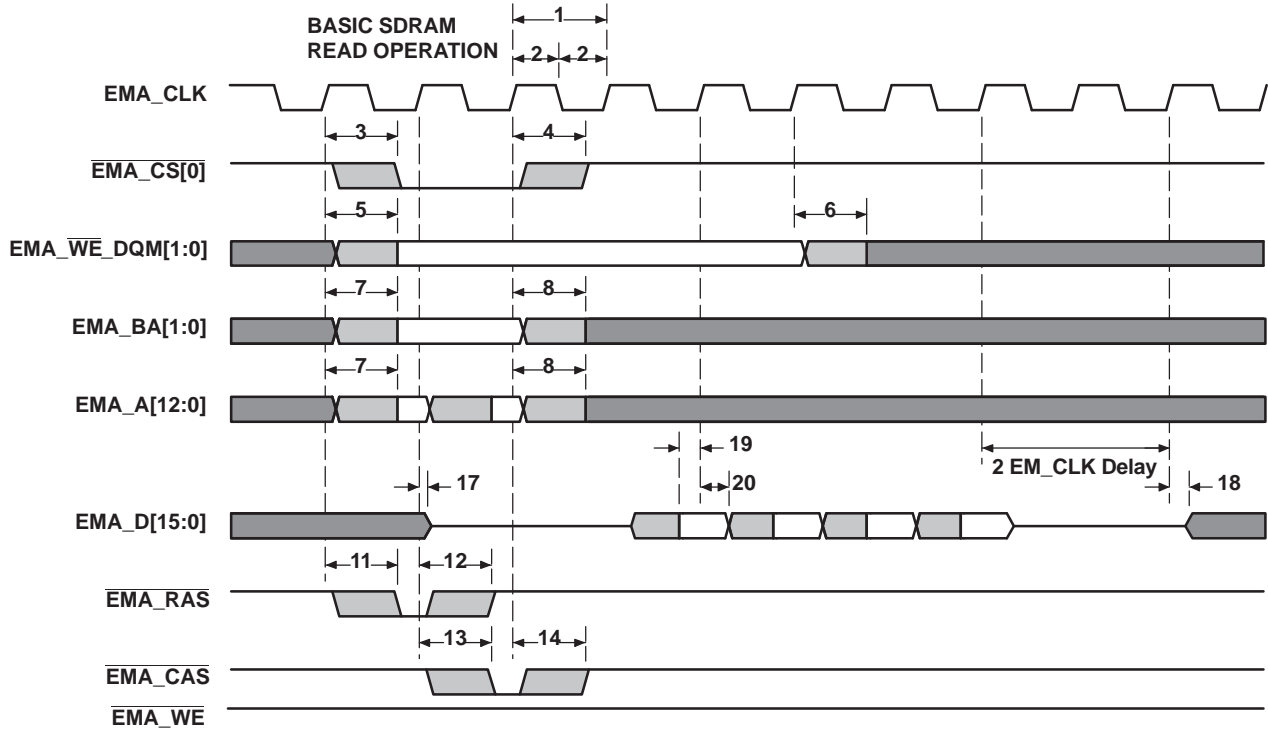 BASIC SDRAM
READ OPERATION
1
2 2
EMA_CLK
3 4
EMA_CS[0]
5 6
EMA_WE_DQM[1:0]
7 8
EMA_BA[1:0]
7 8
EMA_A[12:0]
19
2 EM_CLK Delay
17 20 18
EMA_D[15:0]
11 12
EMA_RAS
13 14
EMA_CAS
EMA_WE